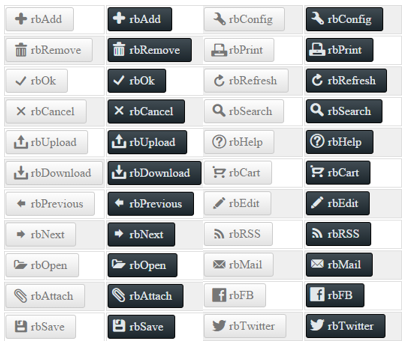 rbAdd rbAdd rbConfig rbConfig
rbRemove rbRemove rbPrint rbPrint
rbOk rbOk rbRefresh rbRefresh
rbCancel rbCancel rbSearch rbSearch
rbUpload rbUpload rbHelp rbHelp
rbDownload rbDownload rbCart rbCart
rbPrevious rbPrevious rbEdit rbEdit
rbNext rbNext rbRSS rbRSS
rbOpen rbOpen rbMail rbMail
rbAttach rbAttach rbFB rbFB
rbSave rbSave rbTwitter rbTwitter